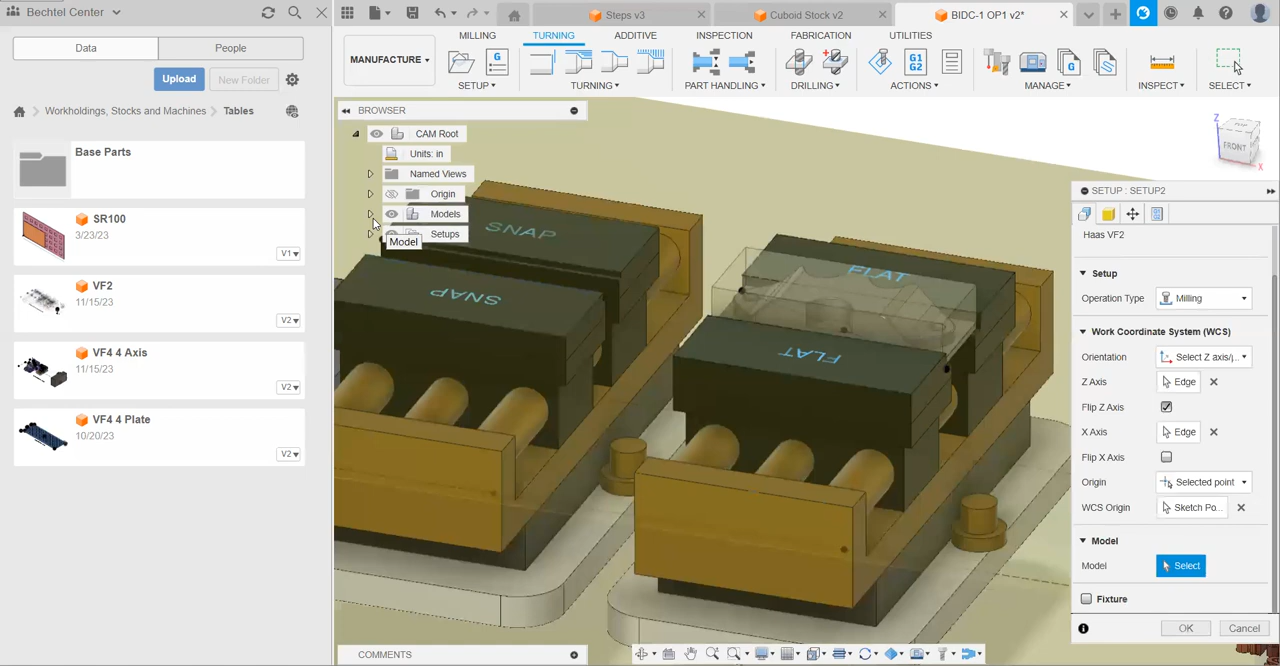 Bechtel Center
Steps v3
Cuboid Stock v2
BIDC-1 OP1 v2*
Data
People
Upload
New Folder
Workholdings, Stocks and Machines
Tables
Base Parts
SR100
3/23/23
V1
VF2
11/15/23
V2
VF4 4 Axis
11/15/23
V2
VF4 4 Plate
10/20/23
V2
MANUFACTURE
MILLING
TURNING
ADDITIVE
INSPECTION
FABRICATION
UTILITIES
G
G1
G2
G
SETUP
TURNING
PART HANDLING
DRILLING
ACTIONS
MANAGE
INSPECT
SELECT
BROWSER
CAM Root
Units: in
Named Views
Origin
Models
Setups
Model
SNAP
SNAP
FLAT
FLAT
Z
FRONT
X
SETUP : SETUP2
Haas VF2
Setup
Operation Type
Milling
Work Coordinate System (WCS)
Orientation
Select Z axis/p...
Z Axis
Edge
Flip Z Axis
X Axis
Edge
Flip X Axis
Origin
Selected point
WCS Origin
Sketch Po...
Model
Model
Select
Fixture
OK
Cancel
COMMENTS